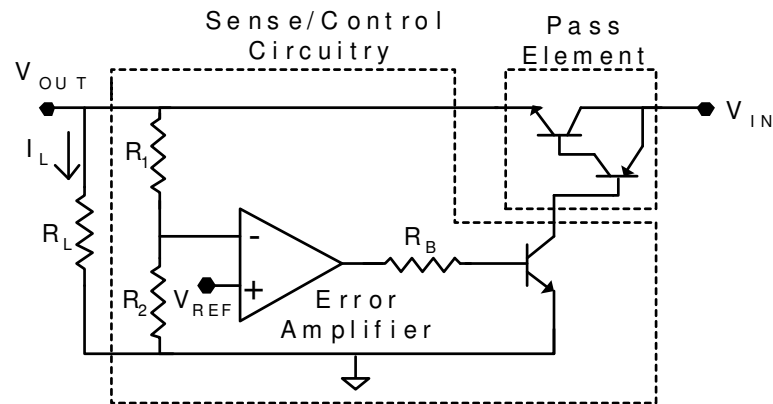 Sense/Control
Circuitry
Pass
Element
VOUT
VIN
IL
R1
RL
RB
-
+
R2
VREF
Error
Amplifier